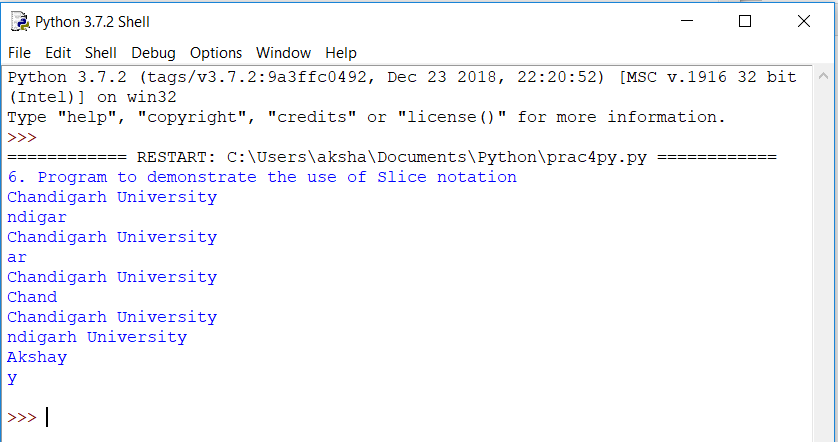 Python 3.7.2 Shell
File Edit Shell Debug Options Window Help
Python 3.7.2 (tags/v3.7.2:9a3ffc0492, Dec 23 2018, 22:20:52) [MSC v.1916 32 bit
(Intel)] on win32
Type "help", "copyright", "credits" or "license()" for more information.
>>>
============ RESTART: C:\Users\aksha\Documents\Python\prac4py.py ============
6. Program to demonstrate the use of Slice notation
Chandigarh University
ndigar
Chandigarh University
ar
Chandigarh University
Chand
Chandigarh University
ndigarh University
Akshay
y
>>>